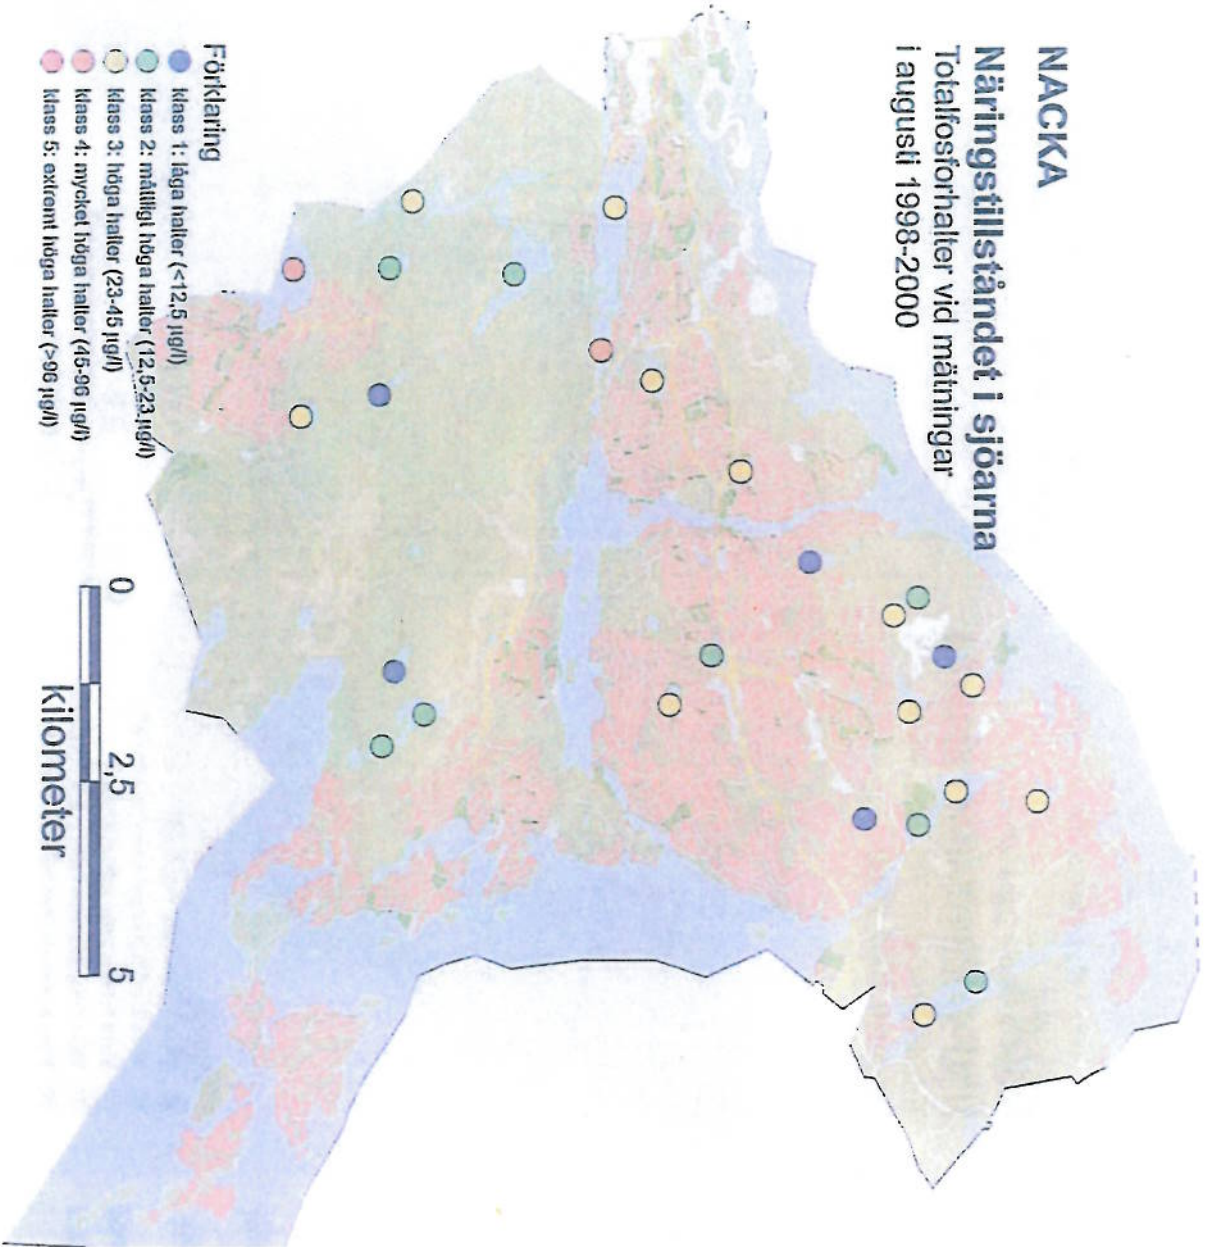 NACKA
Näringstillståndet i sjöarna
Totalfosforhalter vid mätningar
i augusti 1998-2000
Förklaring
klass 1: låga halter (<12,5 µg/l)
klass 2: måttligt höga halter (12,5-23 µg/l)
klass 3: höga halter (23-45 µg/l)
klass 4: mycket höga halter (45-96 µg/l)
klass 5: extremt höga halter (>96 µg/l)
0 2,5 5
kilometer